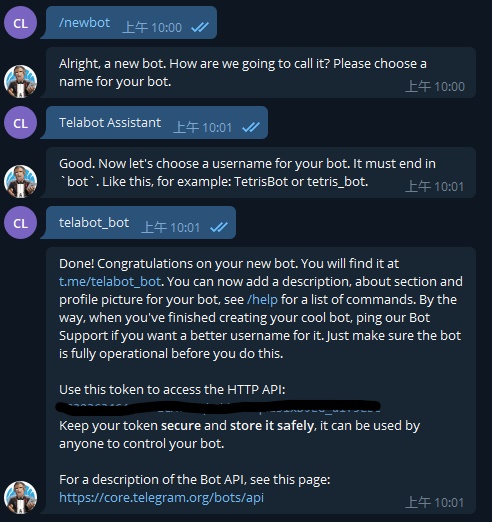 CL
/newbot
上午 10:00
Alright, a new bot. How are we going to call it? Please choose a
name for your bot.
上午 10:00
CL
Telabot Assistant
上午 10:01
Good. Now let's choose a username for your bot. It must end in
`bot`. Like this, for example: TetrisBot or tetris_bot.
上午 10:01
CL
telabot_bot
上午 10:01
Done! Congratulations on your new bot. You will find it at
t.me/telabot_bot. You can now add a description, about section and
profile picture for your bot, see /help for a list of commands. By the
way, when you've finished creating your cool bot, ping our Bot
Support if you want a better username for it. Just make sure the bot
is fully operational before you do this.
Use this token to access the HTTP API:
Keep your token secure and store it safely, it can be used by
anyone to control your bot.
For a description of the Bot API, see this page:
https://core.telegram.org/bots/api
上午 10:01